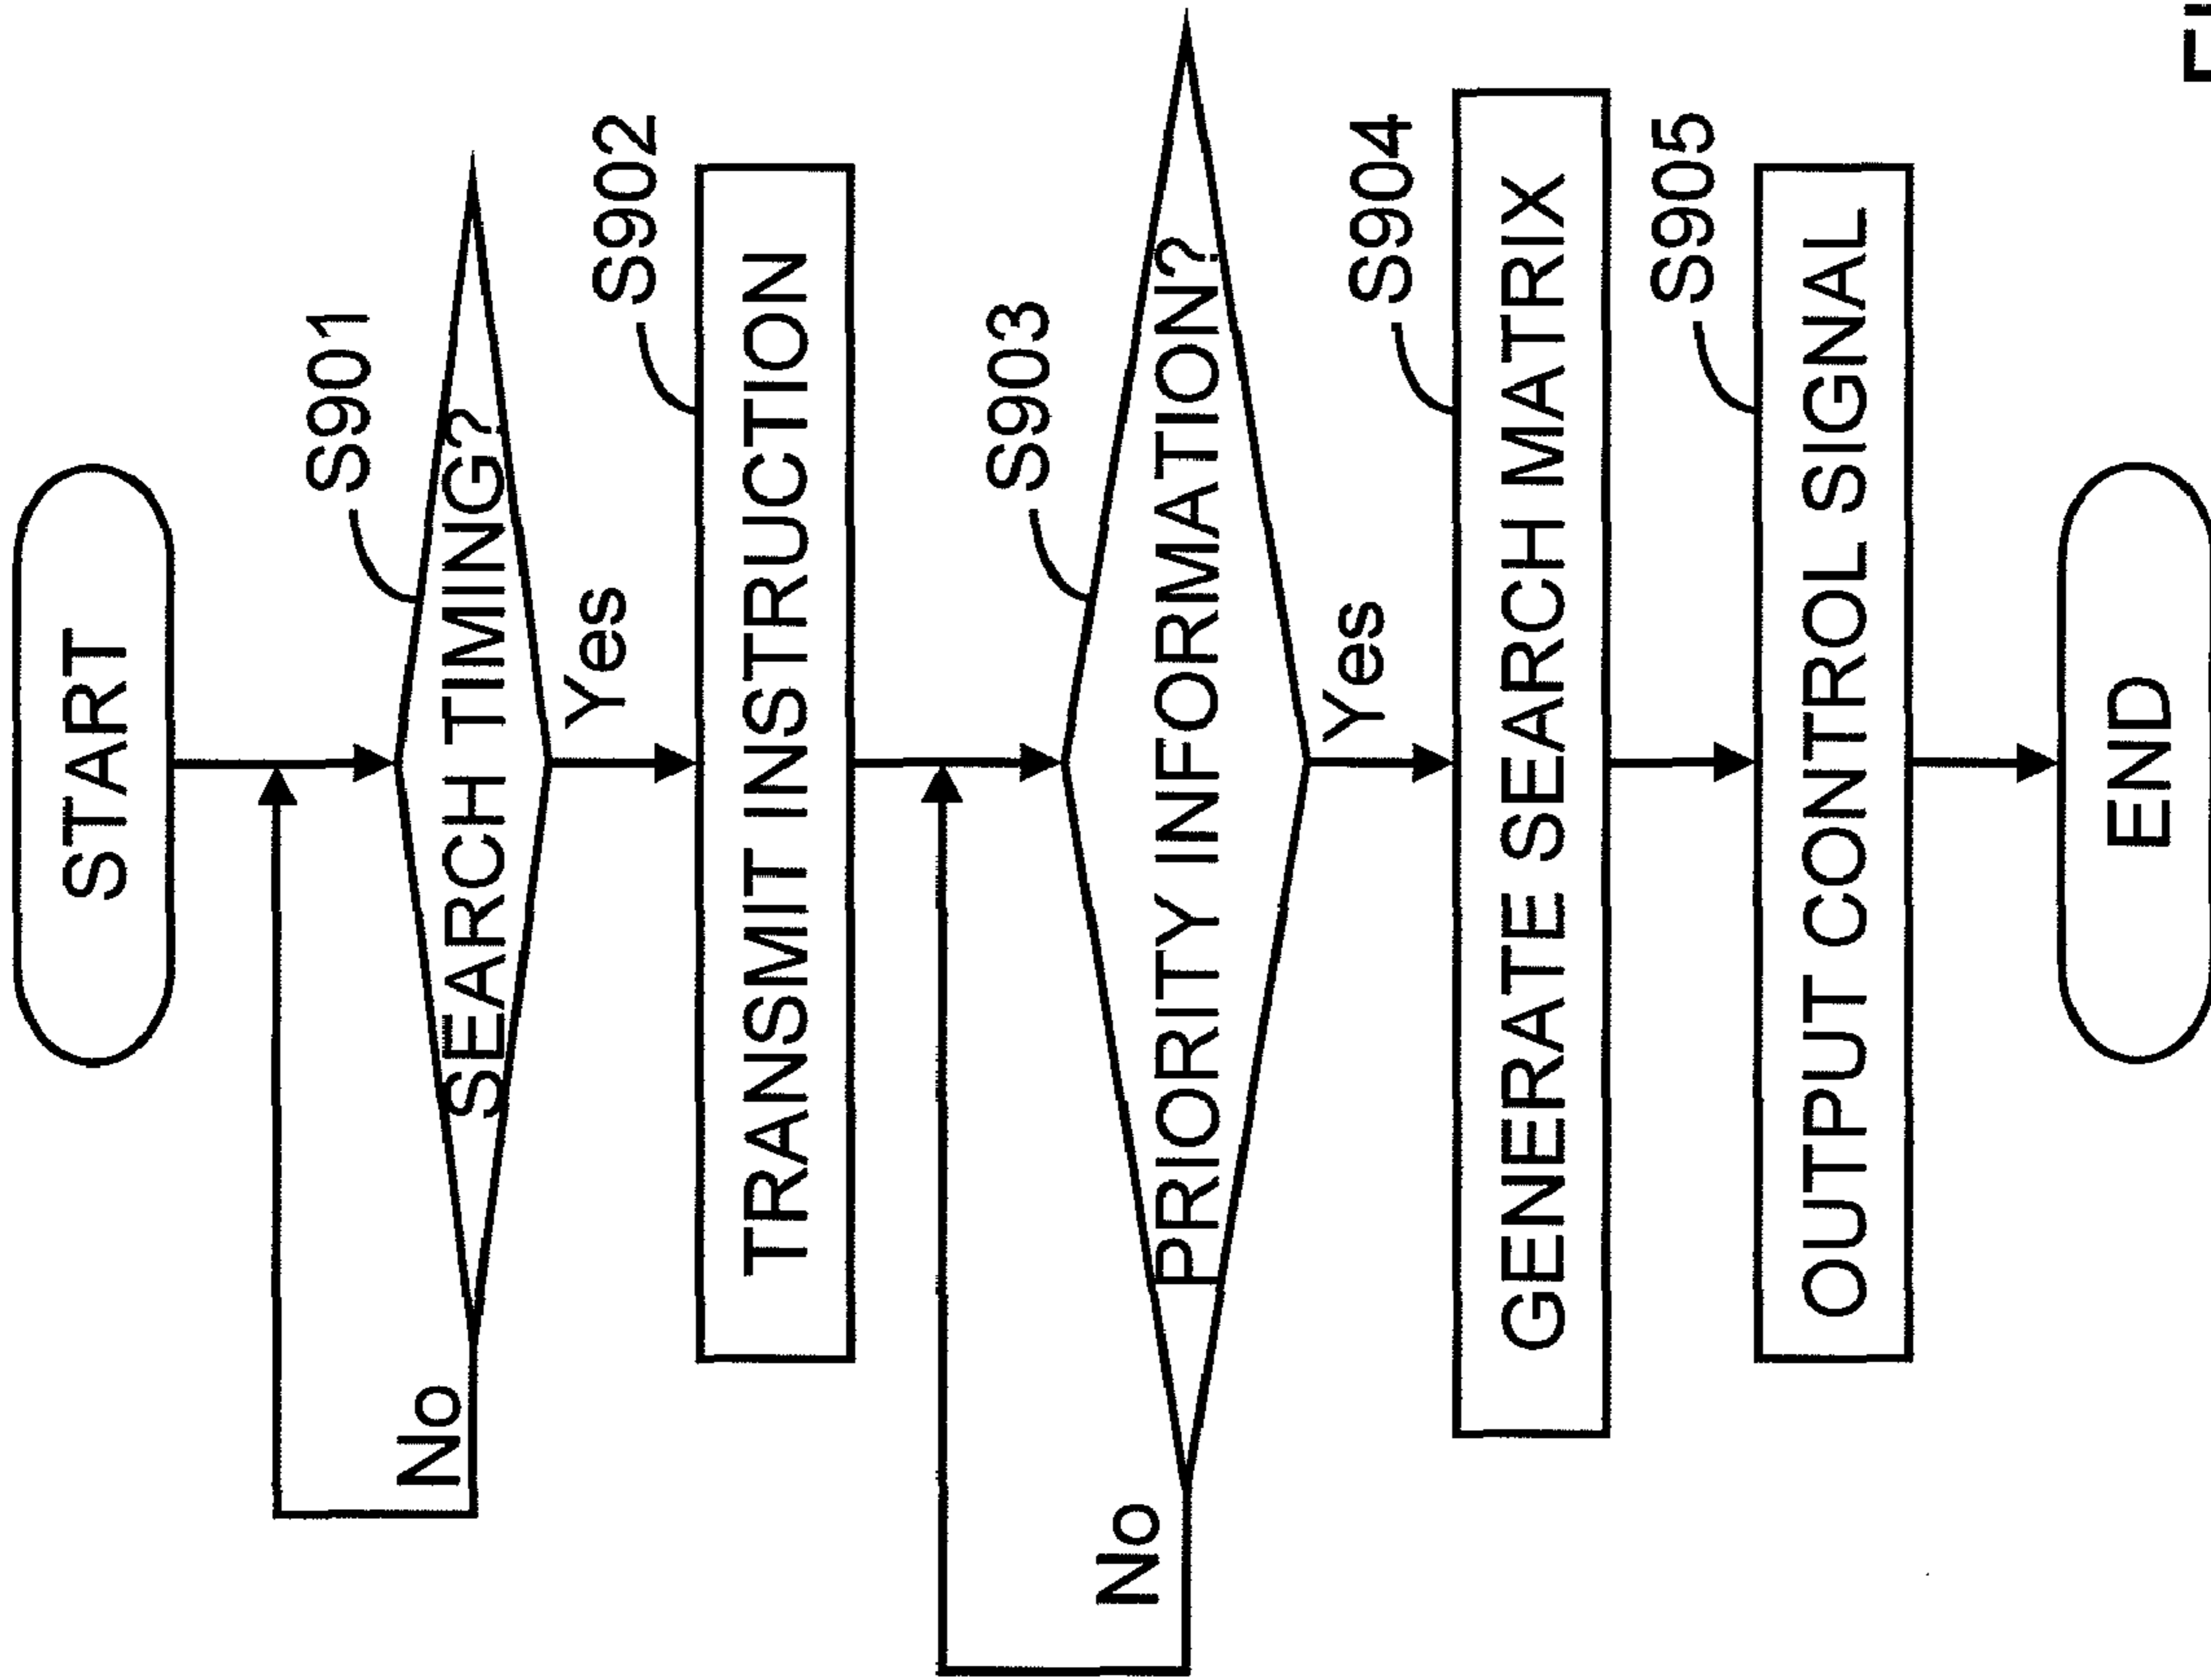 START
S901
SEARCH TIMING?
No
Yes
S902
TRANSMIT INSTRUCTION
S903
PRIORITY INFORMATION?
No
Yes
S904
GENERATE SEARCH MATRIX
S905
OUTPUT CONTROL SIGNAL
END